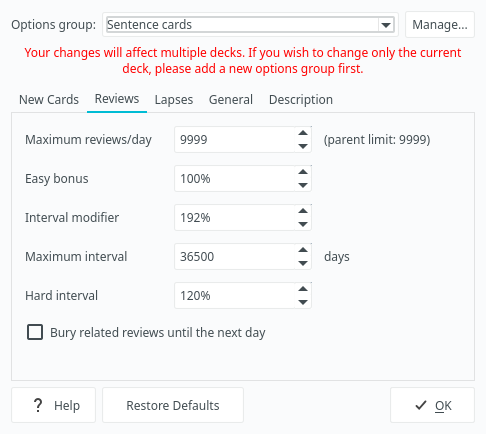 Options group: Sentence cards Manage...
Your changes will affect multiple decks. If you wish to change only the current
deck, please add a new options group first.
New Cards Reviews Lapses General Description
Maximum reviews/day 9999 (parent limit: 9999)
Easy bonus 100%
Interval modifier 192%
Maximum interval 36500 days
Hard interval 120%
Bury related reviews until the next day
? Help Restore Defaults OK